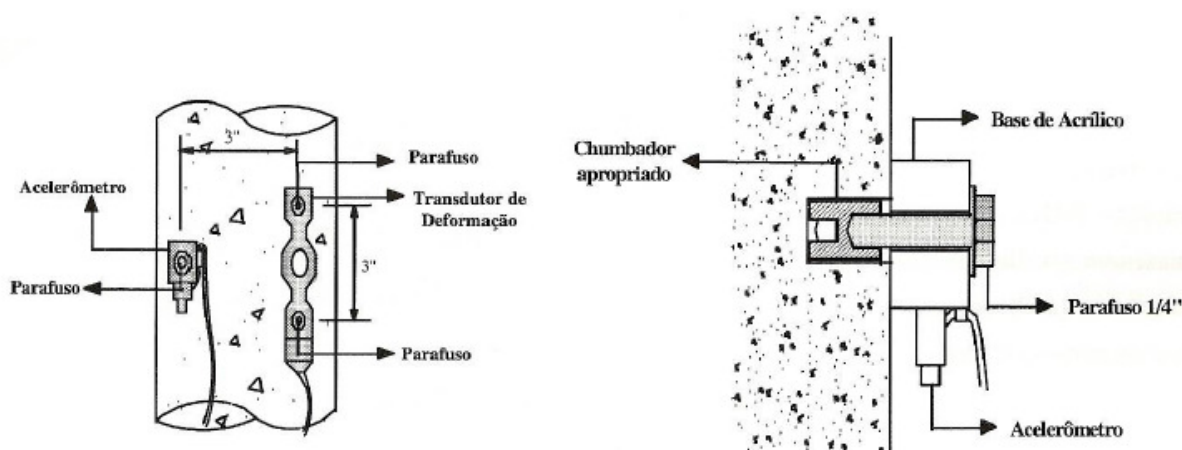 3"
Parafuso
Acelerômetro
Transdutor de
Deformação
3"
Parafuso
Parafuso
Base de Acrílico
Chumbador
apropriado
Parafuso 1/4"
Acelerômetro